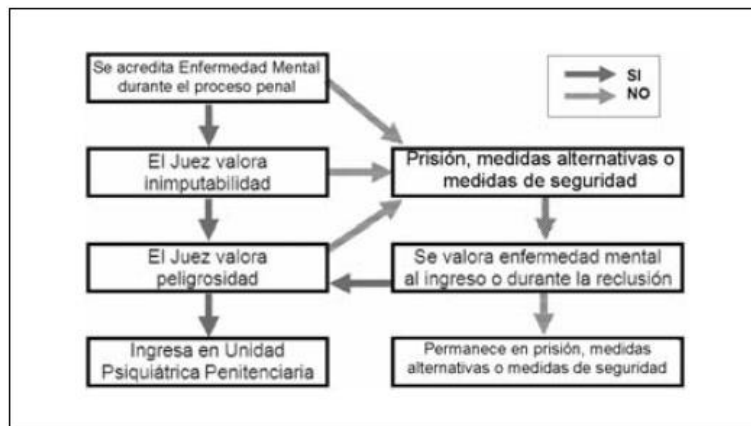 Se acredita Enfermedad Mental
durante el proceso penal
SI
NO
El Juez valora
inimputabilidad
Prisión, medidas alternativas o
medidas de seguridad
El Juez valora
peligrosidad
Se valora enfermedad mental
al ingreso o durante la reclusión
Ingresa en Unidad
Psiquiátrica Penitenciaria
Permanece en prisión, medidas
alternativas o medidas de seguridad